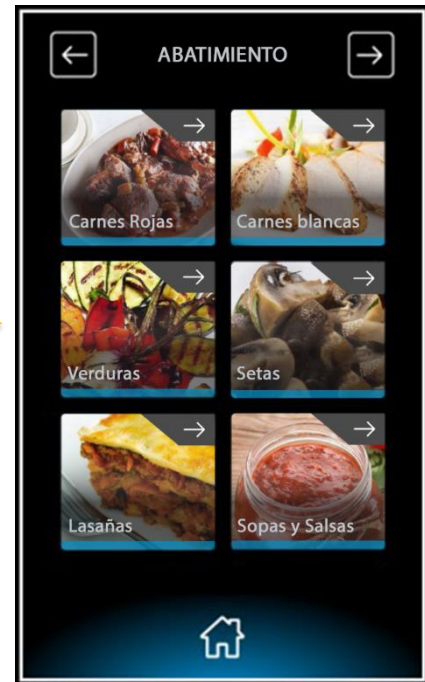 ABATIMIENTO
Carnes Rojas
Carnes blancas
Verduras
Setas
Lasañas
Sopas y Salsas